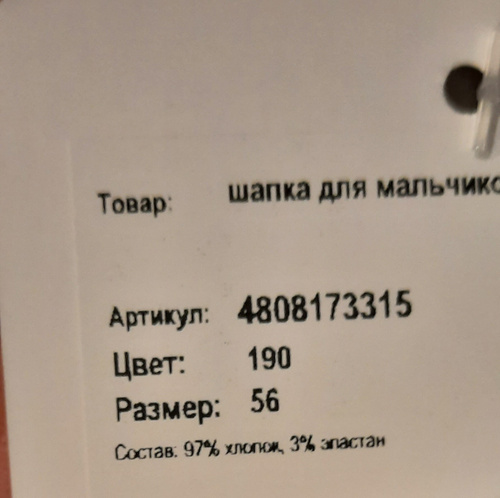 Товар: шапка для мальчико
Артикул: 4808173315
Цвет: 190
Размер: 56
Состав: 97% хлопок, 3% эластан